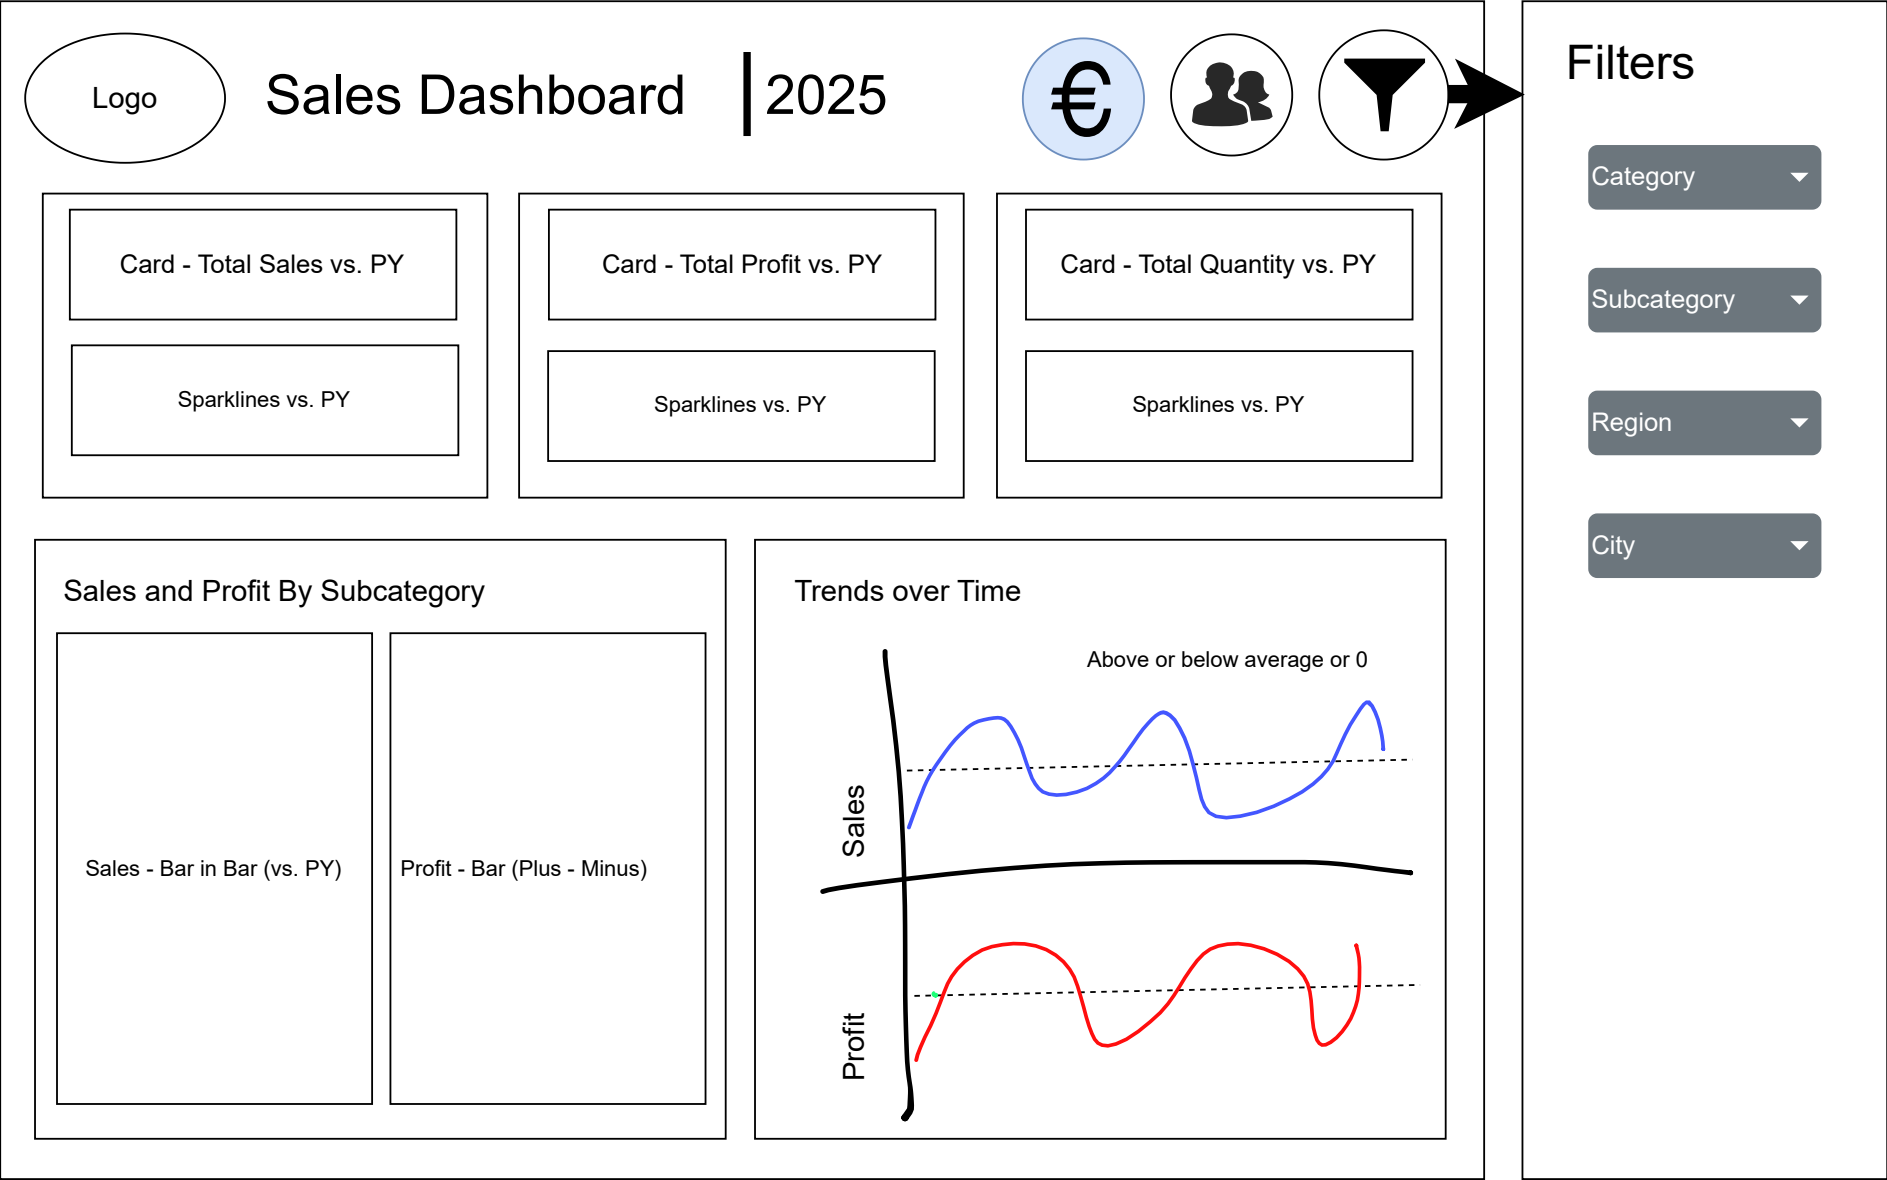 Logo
Sales Dashboard
2025
€
Filters
Category
Subcategory
Region
City
Card - Total Sales vs. PY
Card - Total Profit vs. PY
Card - Total Quantity vs. PY
Sparklines vs. PY
Sparklines vs. PY
Sparklines vs. PY
Sales and Profit By Subcategory
Sales - Bar in Bar (vs. PY)
Profit - Bar (Plus - Minus)
Trends over Time
Above or below average or 0
Sales
Profit